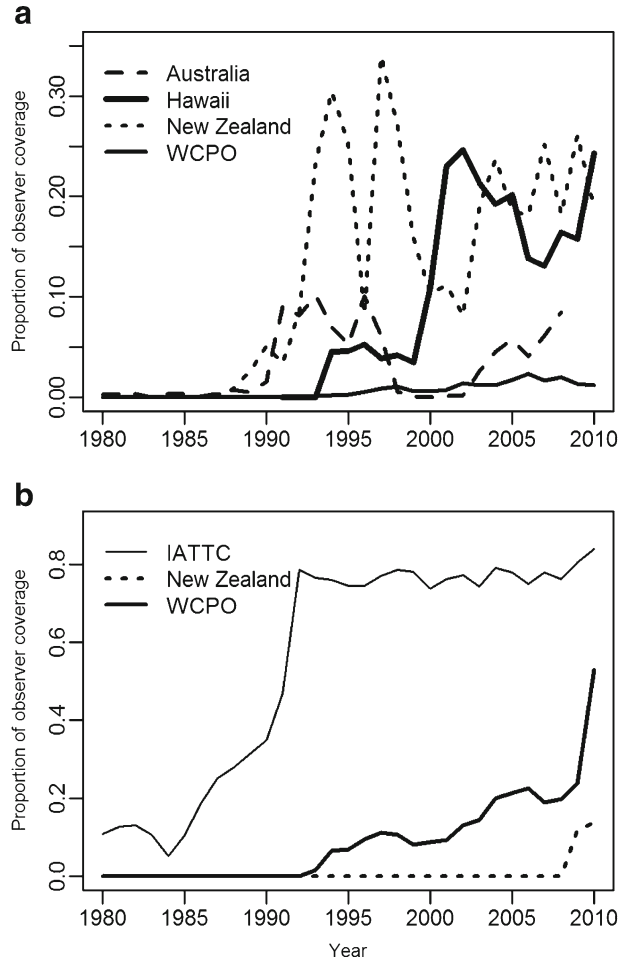 a
Proportion of observer coverage
0.30
0.20
0.10
0.00
Australia
Hawaii
New Zealand
WCPO
1980 1985 1990 1995 2000 2005 2010
b
Proportion of observer coverage
0.8
0.6
0.4
0.2
0.0
IATTC
New Zealand
WCPO
1980 1985 1990 1995 2000 2005 2010
Year